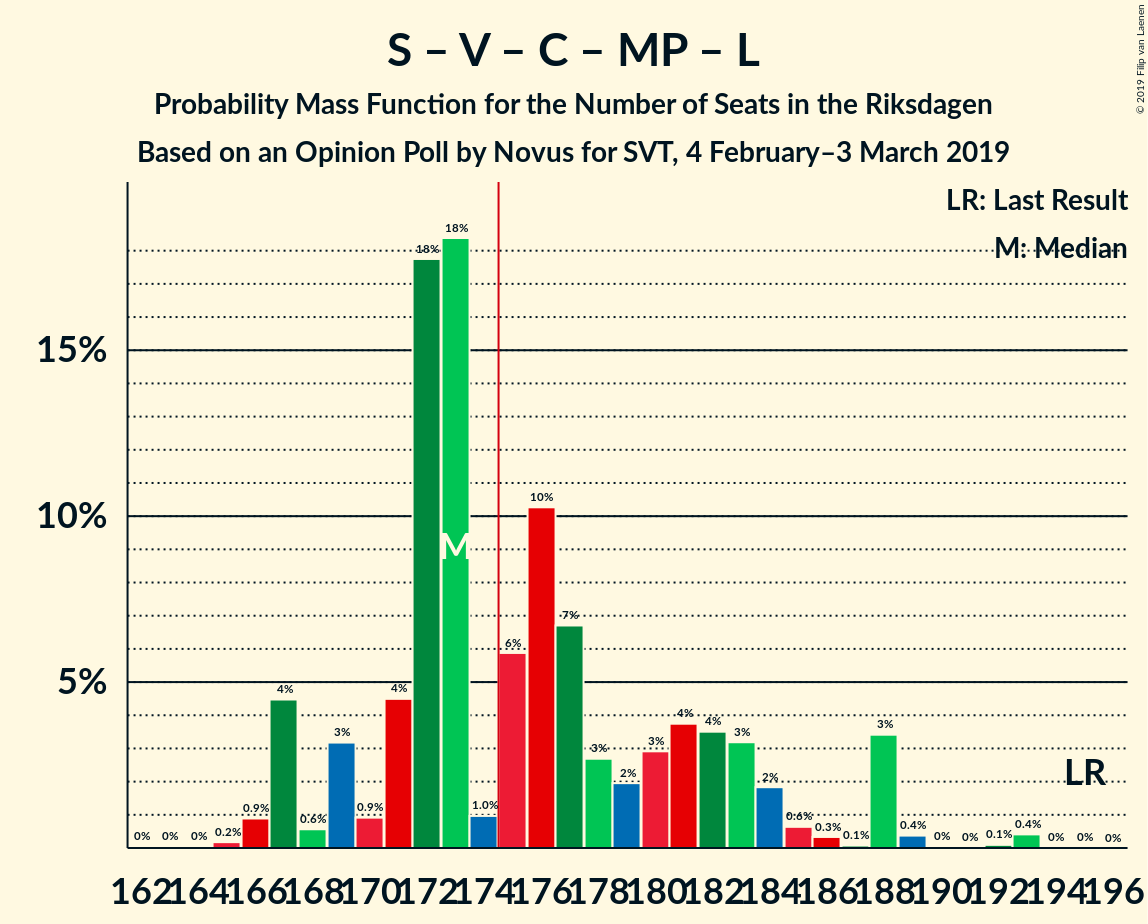 S – V – C – MP – L
Probability Mass Function for the Number of Seats in the Riksdagen
Based on an Opinion Poll by Novus for SVT, 4 February–3 March 2019
© 2019 Filip van Laenen
LR: Last Result
M: Median
15%
10%
5%
0% 0% 0% 0.2% 0.9% 4% 0.6% 3% 0.9% 4% 18% 18% 1.0% 6% 10% 7% 3% 2% 3% 4% 4% 3% 2% 0.6% 0.3% 0.1% 3% 0.4% 0% 0% 0.1% 0.4% 0% 0% 0%
M
LR
162 164 166 168 170 172 174 176 178 180 182 184 186 188 190 192 194 196